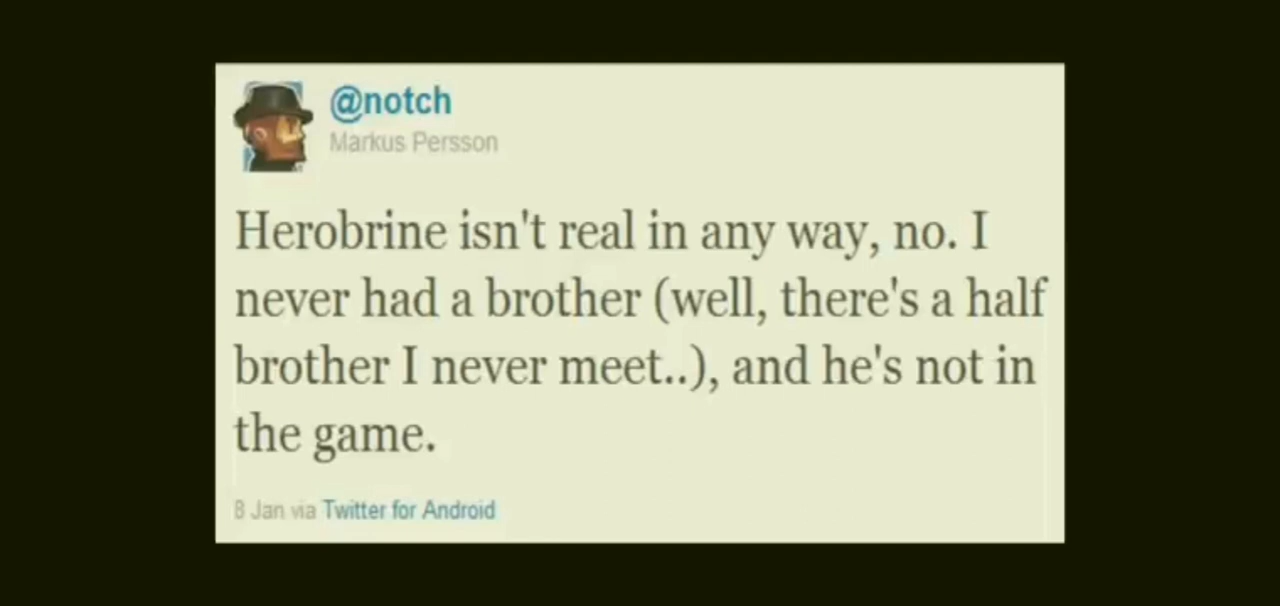 @notch
Markus Persson
Herobrine isn't real in any way, no. I
never had a brother (well, there's a half
brother I never meet..), and he's not in
the game.
8 Jan via Twitter for Android